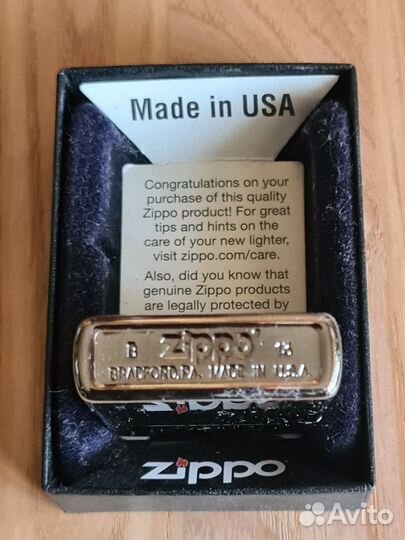 Made in USA
Congratulations on your
purchase of this quality
Zippo product! For great
tips and hints on the
care of your new lighter,
visit zippo.com/care.
Also, did you know that
genuine Zippo products
are legally protected by
B zippo 13
BRADFORD, PA. MADE IN U.S.A.
zippo
Avito